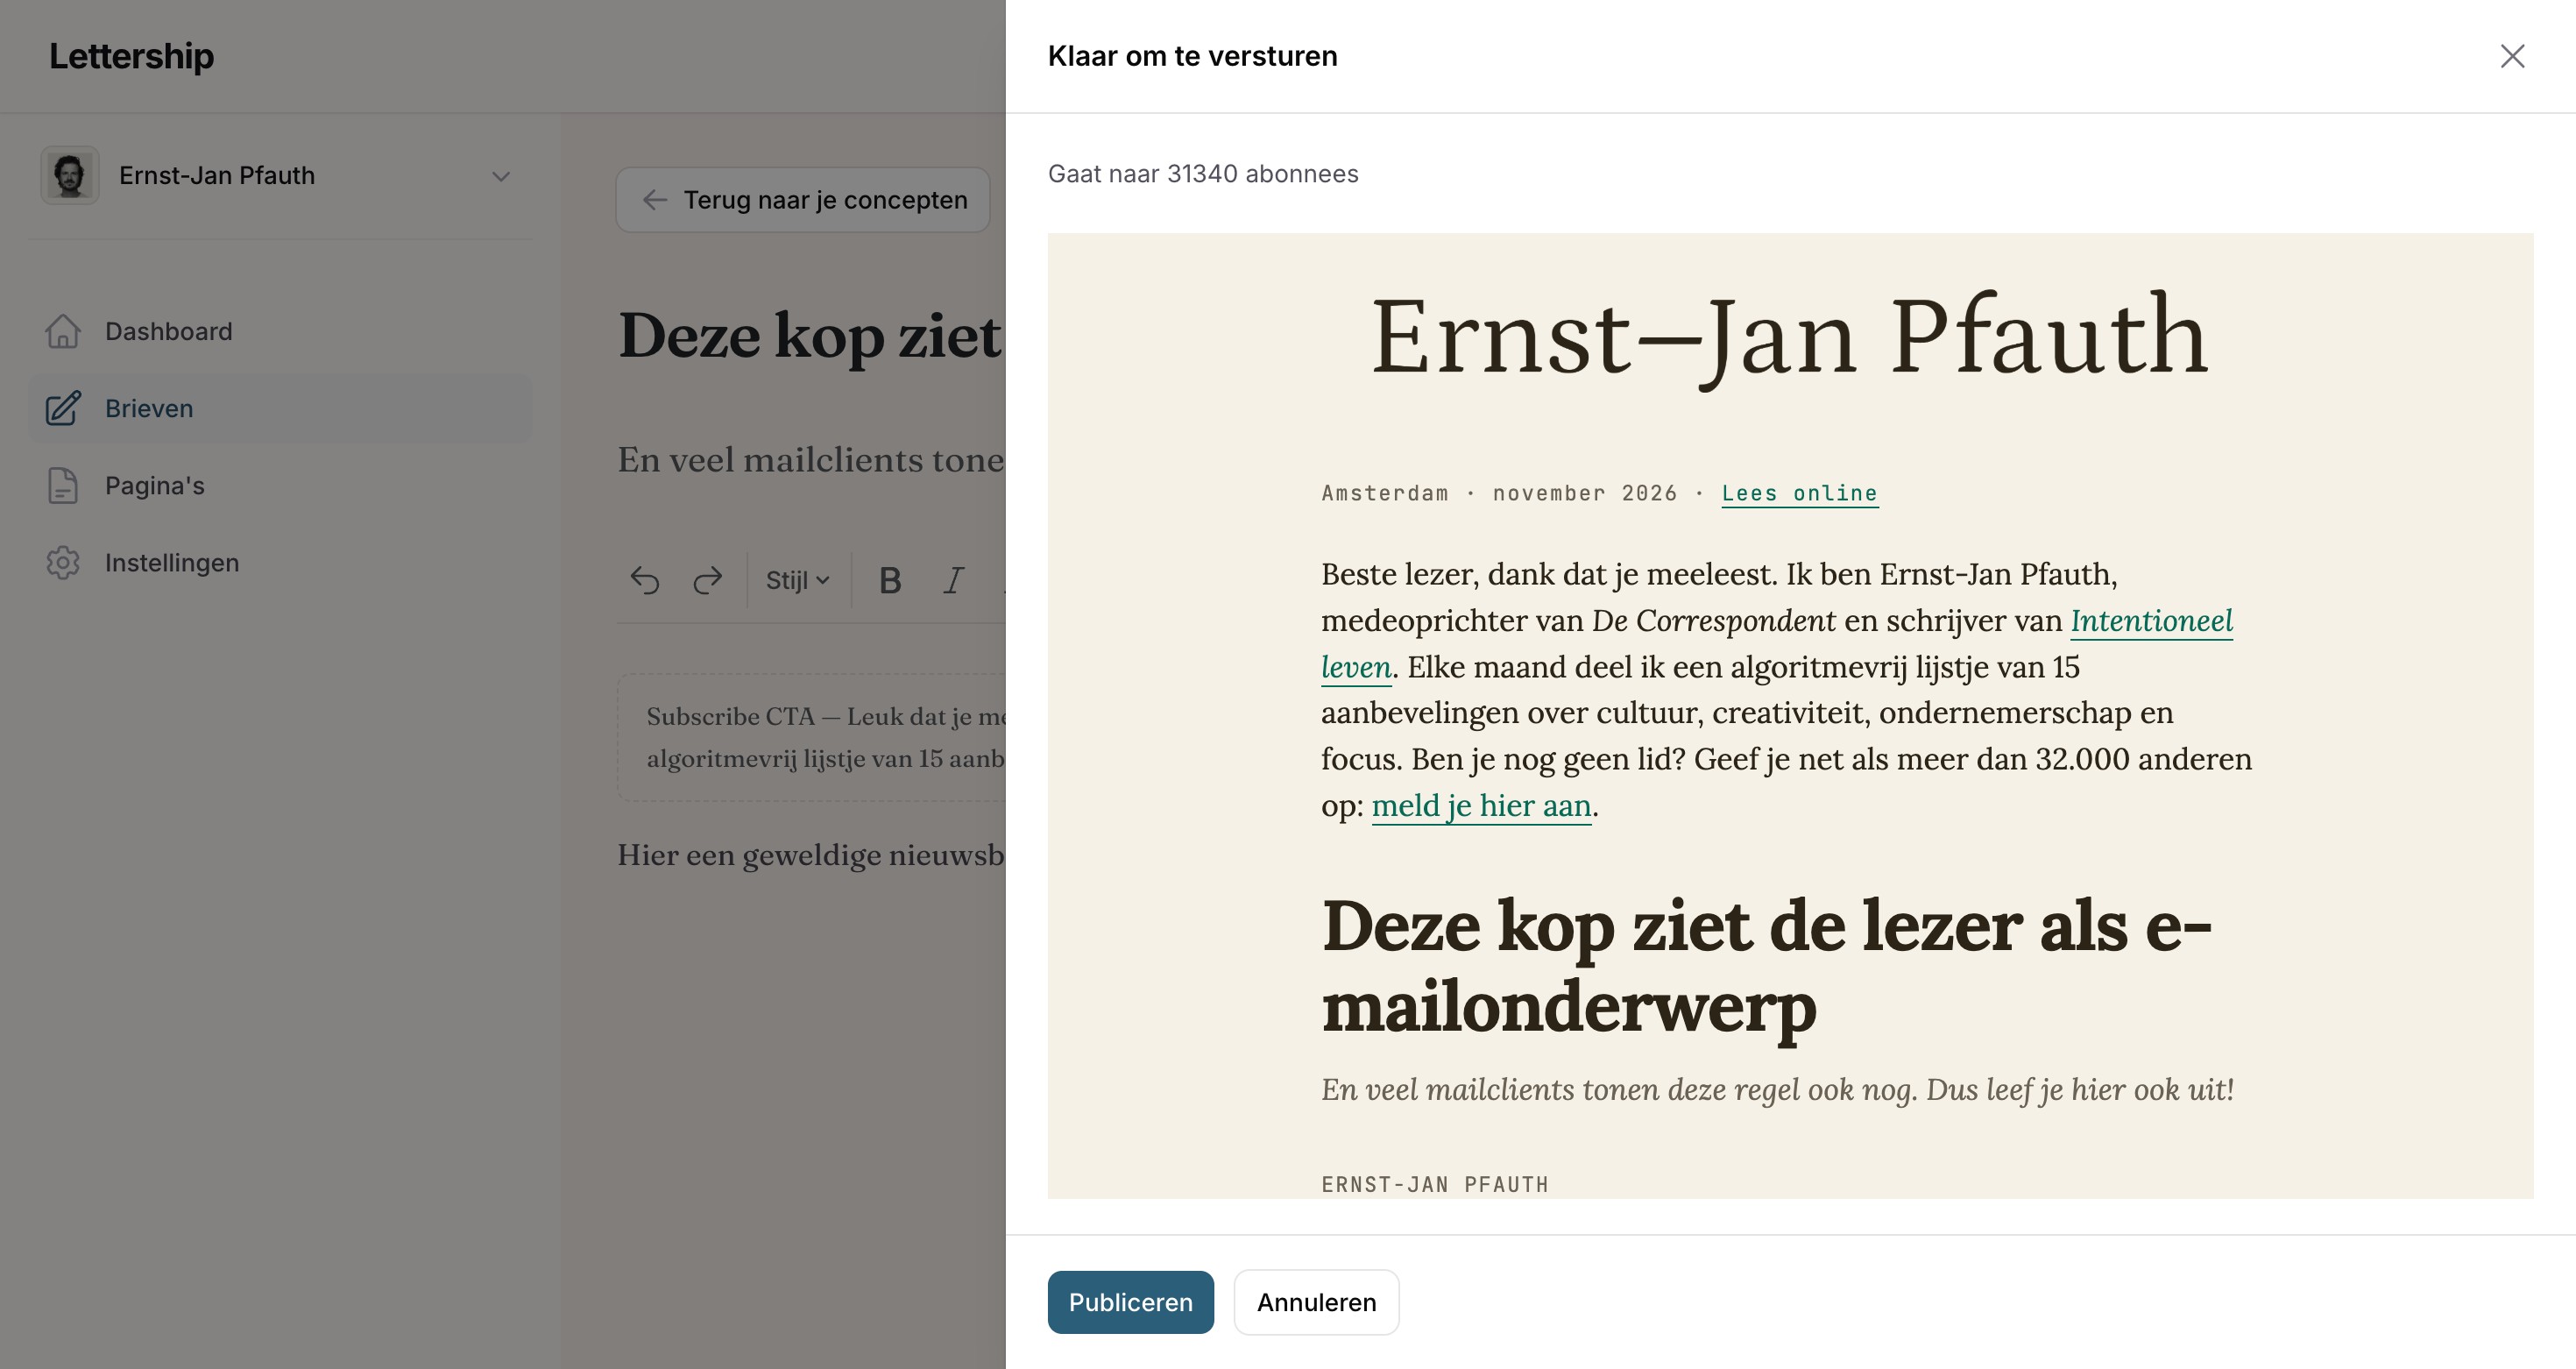 Lettership
Ernst-Jan Pfauth
Dashboard
Brieven
Pagina's
Instellingen
Terug naar je concepten
Deze kop ziet
En veel mailclients tone
Stijl B I
Subscribe CTA — Leuk dat je me
algoritmevrij lijstje van 15 aanb
Hier een geweldige nieuwsb
Klaar om te versturen
Gaat naar 31340 abonnees
Ernst—Jan Pfauth
Amsterdam · november 2026 · Lees online
Beste lezer, dank dat je meeleest. Ik ben Ernst-Jan Pfauth,
medeoprichter van De Correspondent en schrijver van Intentioneel
leven. Elke maand deel ik een algoritmevrij lijstje van 15
aanbevelingen over cultuur, creativiteit, ondernemerschap en
focus. Ben je nog geen lid? Geef je net als meer dan 32.000 anderen
op: meld je hier aan.
Deze kop ziet de lezer als e-
mailonderwerp
En veel mailclients tonen deze regel ook nog. Dus leef je hier ook uit!
ERNST-JAN PFAUTH
Publiceren
Annuleren